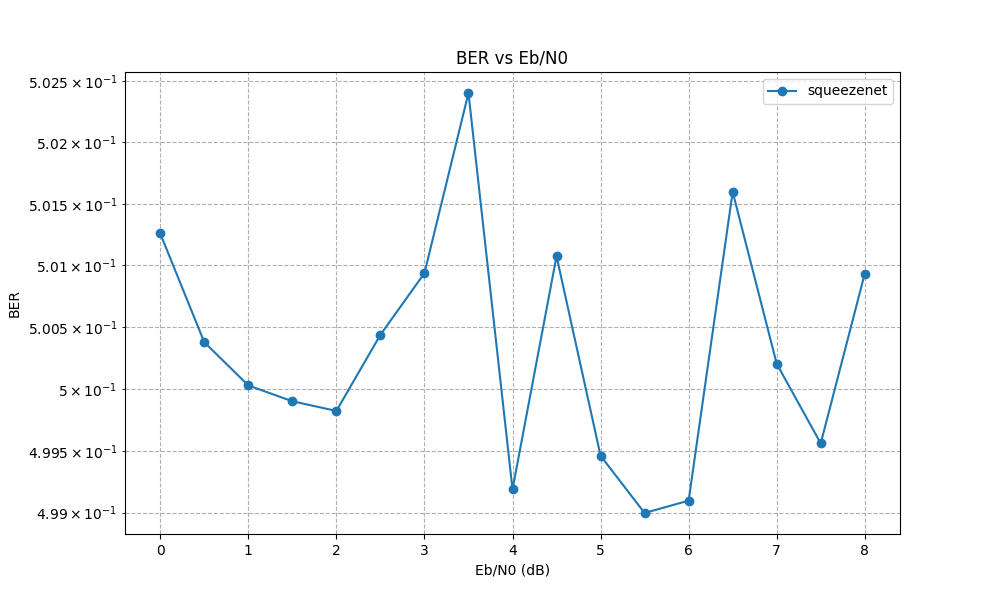 BER vs Eb/N0
squeezenet
BER
5.025 × 10⁻¹
5.02 × 10⁻¹
5.015 × 10⁻¹
5.01 × 10⁻¹
5.005 × 10⁻¹
5 × 10⁻¹
4.995 × 10⁻¹
4.99 × 10⁻¹
0 1 2 3 4 5 6 7 8
Eb/N0 (dB)